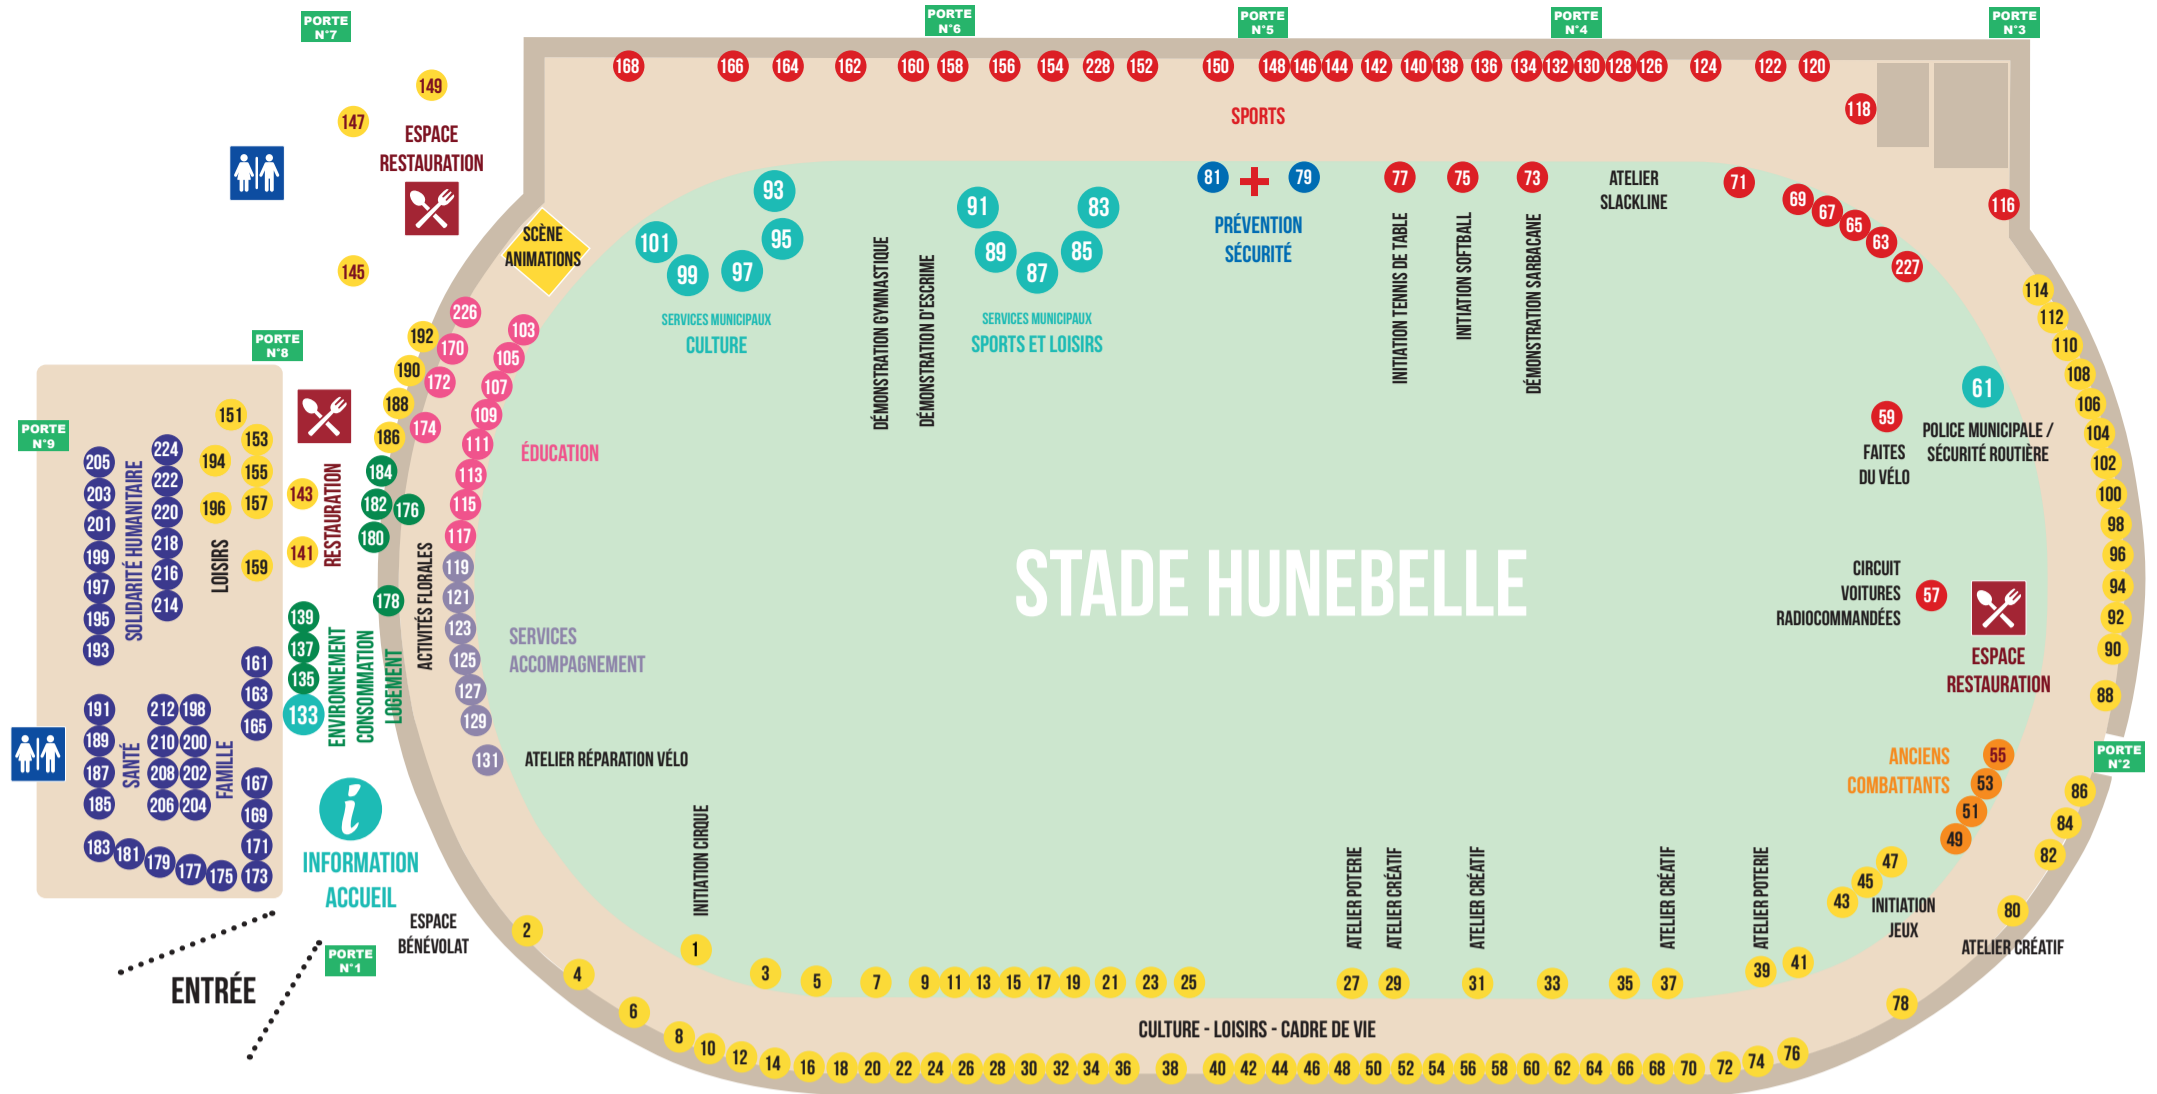 PORTE
N°7
PORTE
N°6
PORTE
N°5
PORTE
N°4
PORTE
N°3
168 166 164 162 160 158 156 154 228 152 150 148 146 144 142 140 138 136 134 132 130 128 126 124 122 120
118
116
SPORTS
149
147
ESPACE
RESTAURATION
145
SCÈNE
ANIMATIONS
93
101
95
99
97
SERVICES MUNICIPAUX
CULTURE
DÉMONSTRATION GYMNASTIQUE
DÉMONSTRATION D'ESCRIME
91
83
89
85
87
SERVICES MUNICIPAUX
SPORTS ET LOISIRS
81
79
PRÉVENTION
SÉCURITÉ
77
INITIATION TENNIS DE TABLE
75
INITIATION SOFTBALL
73
DÉMONSTRATION SARBACANE
ATELIER
SLACKLINE
71
69
67
65
63
227
114
112
110
108
106
104
102
100
98
96
94
92
90
88
61
POLICE MUNICIPALE /
SÉCURITÉ ROUTIÈRE
59
FAITES
DU VÉLO
CIRCUIT
VOITURES
RADIOCOMMANDÉES
57
ESPACE
RESTAURATION
PORTE
N°2
ANCIENS
COMBATTANTS
55
53
51
49
86
84
82
80
ATELIER CRÉATIF
78
47
45
43
INITIATION
JEUX
STADE HUNEBELLE
226
192
170
190
172
188
174
186
103
105
107
109
111
113
115
117
ÉDUCATION
184
182
176
180
178
ACTIVITÉS FLORALES
119
121
123
125
127
129
131
SERVICES
ACCOMPAGNEMENT
ATELIER RÉPARATION VÉLO
PORTE
N°8
PORTE
N°9
151
153
194
155
196
157
159
LOISIRS
143
141
RESTAURATION
205
203
201
199
197
195
193
SOLIDARITÉ HUMANITAIRE
224
222
220
218
216
214
139
137
135
133
ENVIRONNEMENT
CONSOMMATION
LOGEMENT
161
163
165
191
189
187
185
SANTÉ
212 198
210 200
208 202
206 204
FAMILLE
167
169
171
183
181
179
177
175
173
INFORMATION
ACCUEIL
ESPACE
BÉNÉVOLAT
PORTE
N°1
ENTRÉE
INITIATION CIRQUE
1
3
5
7
9 11 13 15 17 19 21 23 25
ATELIER POTERIE
27
ATELIER CRÉATIF
29
ATELIER CRÉATIF
31
33
35
ATELIER CRÉATIF
37
ATELIER POTERIE
39
41
CULTURE - LOISIRS - CADRE DE VIE
2
4
6
8
10
12
14
16 18 20 22 24 26 28 30 32 34 36 38 40 42 44 46 48 50 52 54 56 58 60 62 64 66 68 70 72 74 76